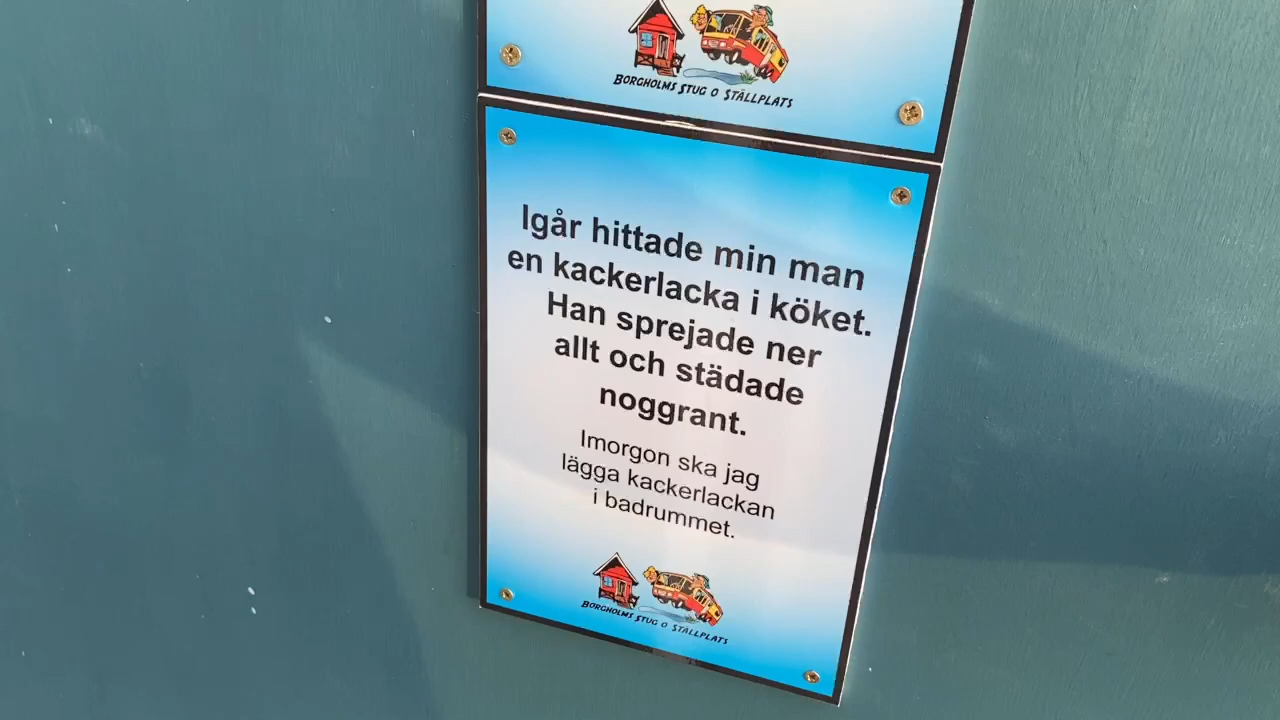 BORGHOLMS STUG O STÄLLPLATS
Igår hittade min man
en kackerlacka i köket.
Han sprejade ner
allt och städade
noggrant.
Imorgon ska jag
lägga kackerlackan
i badrummet.
BORGHOLMS STUG O STÄLLPLATS